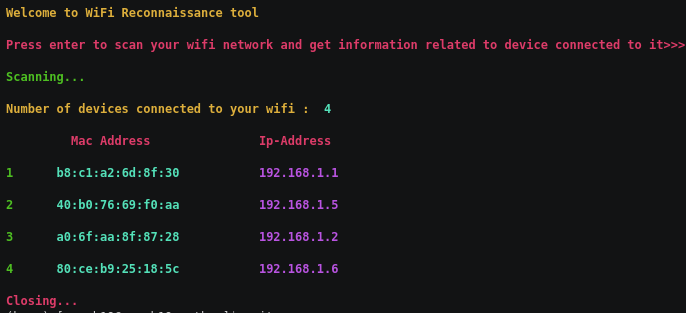 Welcome to WiFi Reconnaissance tool
Press enter to scan your wifi network and get information related to device connected to it>>>
Scanning...
Number of devices connected to your wifi :  4
Mac Address Ip-Address
1 b8:c1:a2:6d:8f:30 192.168.1.1
2 40:b0:76:69:f0:aa 192.168.1.5
3 a0:6f:aa:8f:87:28 192.168.1.2
4 80:ce:b9:25:18:5c 192.168.1.6
Closing...